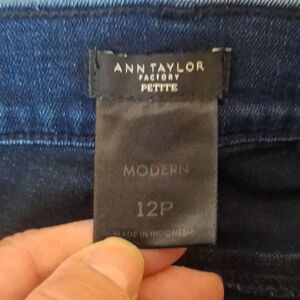 ANN TAYLOR
FACTORY
PETITE
MODERN
12P
MADE IN INDONESIA